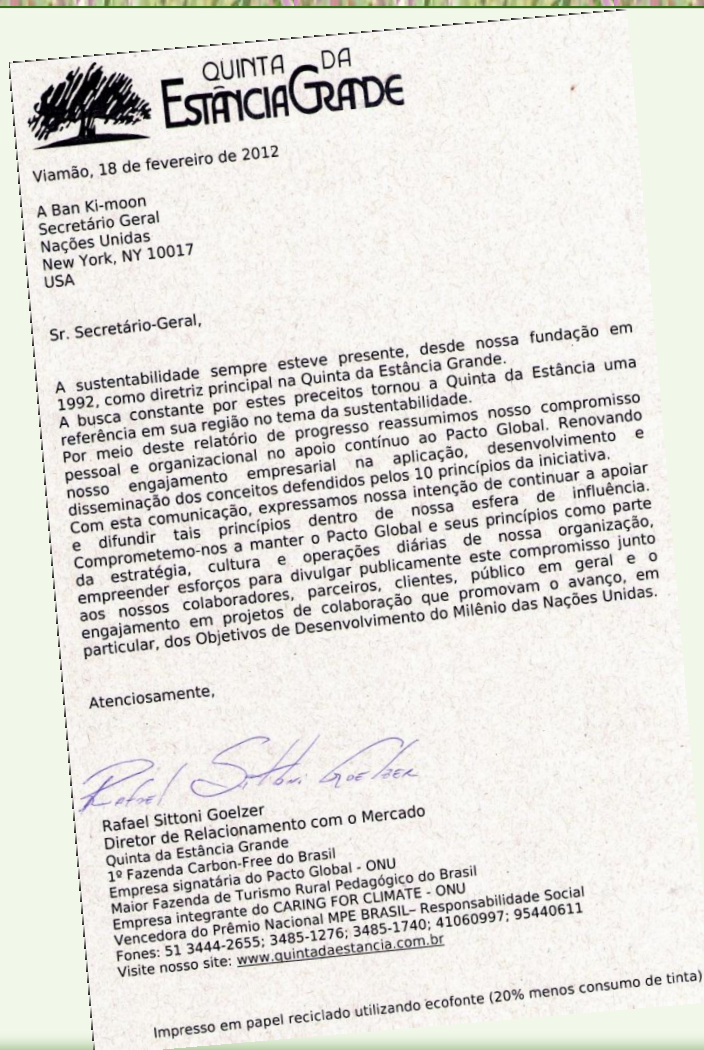 QUINTA DA
ESTÂNCIA GRANDE
Viamão, 18 de fevereiro de 2012
A Ban Ki-moon
Secretário Geral
Nações Unidas
New York, NY 10017
USA
Sr. Secretário-Geral,
A sustentabilidade sempre esteve presente, desde nossa fundação em
1992, como diretriz principal na Quinta da Estância Grande.
A busca constante por estes preceitos tornou a Quinta da Estância uma
referência em sua região no tema da sustentabilidade.
Por meio deste relatório de progresso reassumimos nosso compromisso
pessoal e organizacional no apoio contínuo ao Pacto Global. Renovando
nosso engajamento empresarial na aplicação, desenvolvimento e
disseminação dos conceitos defendidos pelos 10 princípios da iniciativa.
Com esta comunicação, expressamos nossa intenção de continuar a apoiar
e difundir tais princípios dentro de nossa esfera de influência.
Comprometemo-nos a manter o Pacto Global e seus princípios como parte
da estratégia, cultura e operações diárias de nossa organização,
empreender esforços para divulgar publicamente este compromisso junto
aos nossos colaboradores, parceiros, clientes, público em geral e o
engajamento em projetos de colaboração que promovam o avanço, em
particular, dos Objetivos de Desenvolvimento do Milênio das Nações Unidas.
Atenciosamente,
Rafael Sittoni Goelzer
Rafael Sittoni Goelzer
Diretor de Relacionamento com o Mercado
Quinta da Estância Grande
1º Fazenda Carbon-Free do Brasil
Empresa signatária do Pacto Global - ONU
Maior Fazenda de Turismo Rural Pedagógico do Brasil
Empresa integrante do CARING FOR CLIMATE - ONU
Vencedora do Prêmio Nacional MPE BRASIL– Responsabilidade Social
Fones: 51 3444-2655; 3485-1276; 3485-1740; 41060997; 95440611
Visite nosso site: www.quintadaestancia.com.br
Impresso em papel reciclado utilizando ecofonte (20% menos consumo de tinta)